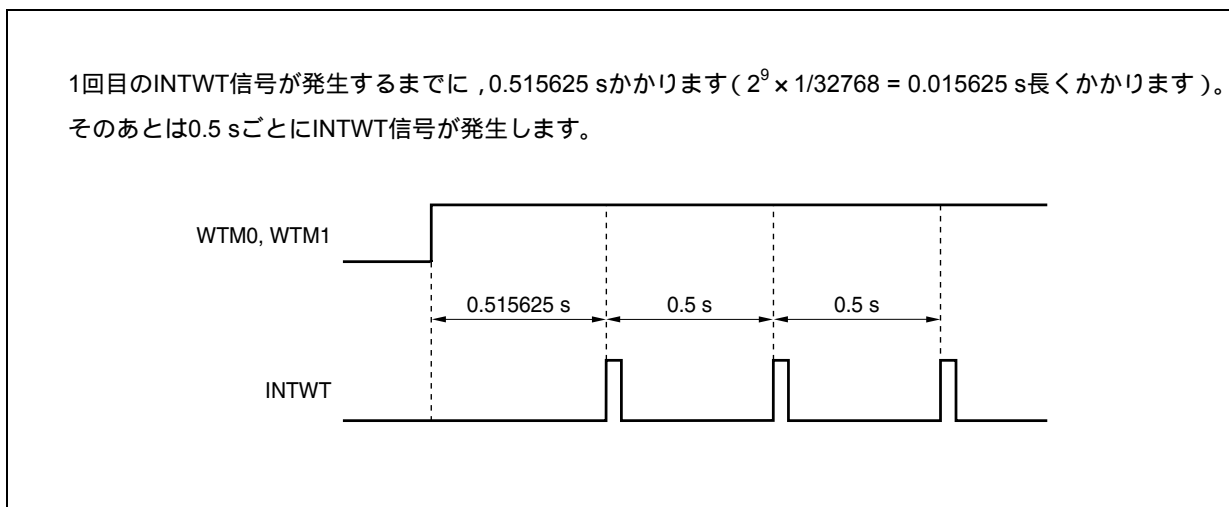 1回目のINTWT信号が発生するまでに，0.515625 sかかります（2⁹ × 1/32768 = 0.015625 s長くかかります）。
そのあとは0.5 sごとにINTWT信号が発生します。
WTM0, WTM1
0.515625 s
0.5 s
0.5 s
INTWT